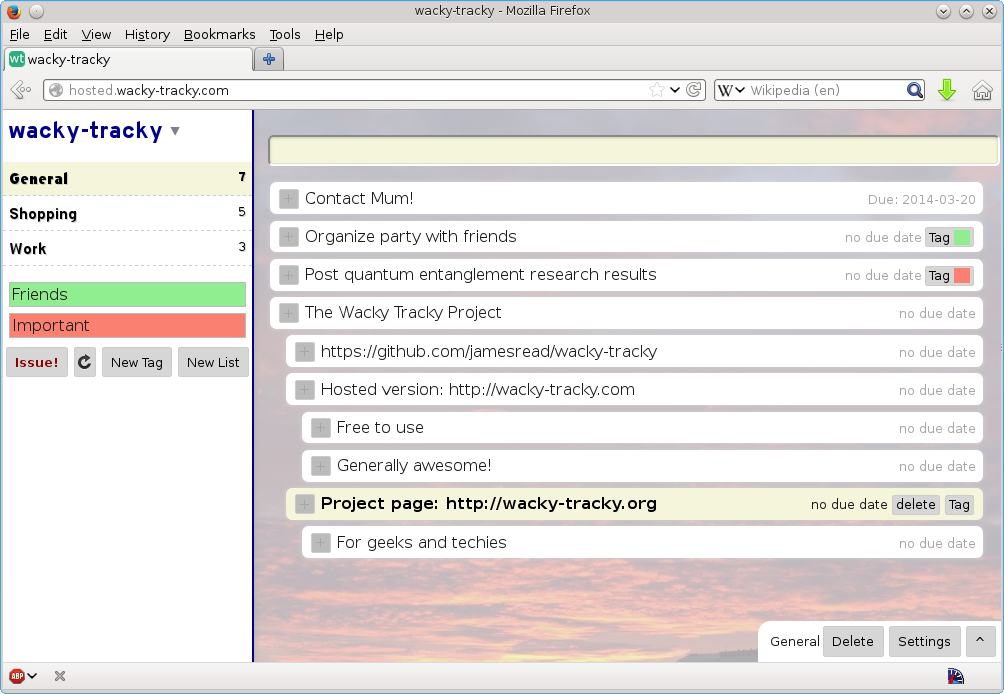 wacky-tracky - Mozilla Firefox
File Edit View History Bookmarks Tools Help
wt wacky-tracky
hosted.wacky-tracky.com
W Wikipedia (en)
wacky-tracky
General 7
Shopping 5
Work 3
Friends
Important
Issue! New Tag New List
Contact Mum! Due: 2014-03-20
Organize party with friends no due date Tag
Post quantum entanglement research results no due date Tag
The Wacky Tracky Project no due date
https://github.com/jamesread/wacky-tracky no due date
Hosted version: http://wacky-tracky.com no due date
Free to use no due date
Generally awesome! no due date
Project page: http://wacky-tracky.org no due date delete Tag
For geeks and techies no due date
General Delete Settings ^
ABP